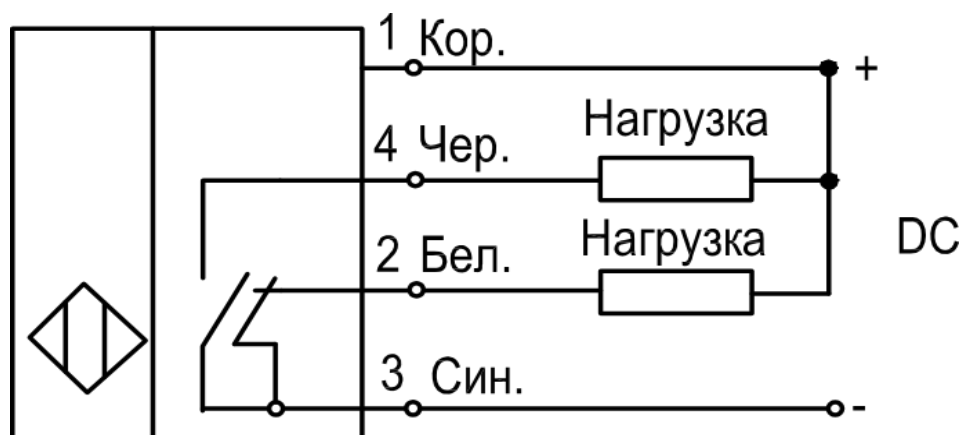 1 Кор.
+
Нагрузка
4 Чер.
Нагрузка
DC
2 Бел.
3 Син.
-